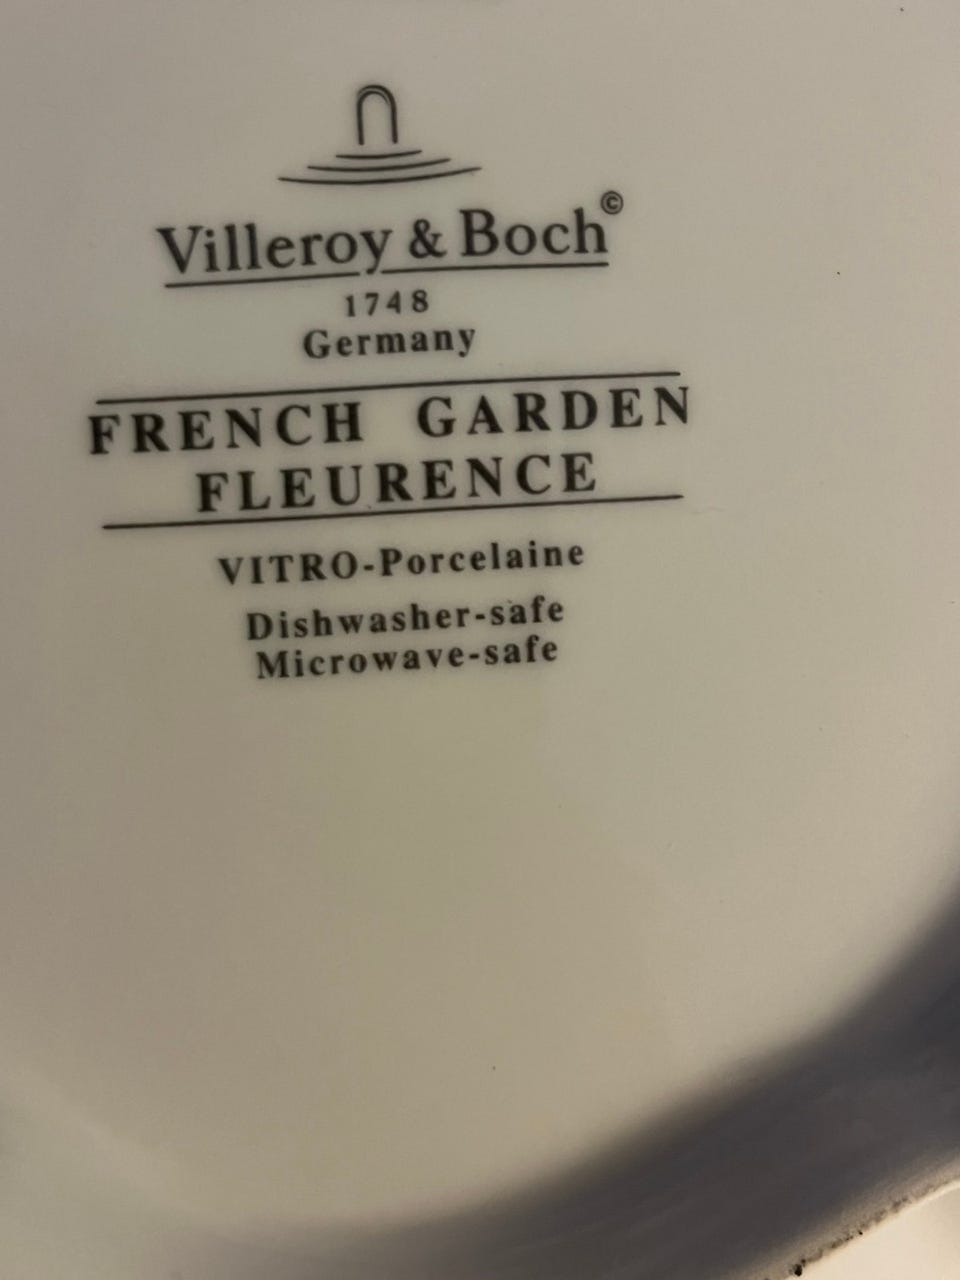 Villeroy & Boch©
1748
Germany
FRENCH GARDEN
FLEURENCE
VITRO-Porcelaine
Dishwasher-safe
Microwave-safe